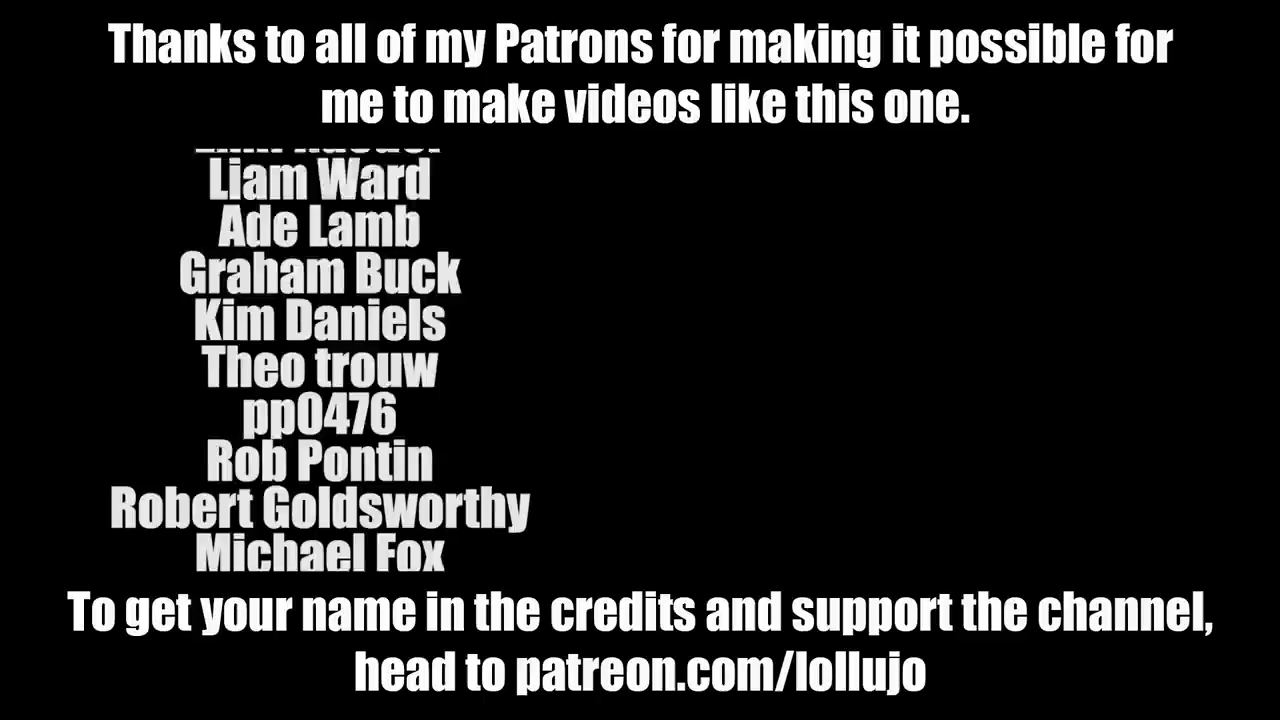 Thanks to all of my Patrons for making it possible for
me to make videos like this one.
Liam Ward
Ade Lamb
Graham Buck
Kim Daniels
Theo trouw
pp0476
Rob Pontin
Robert Goldsworthy
Michael Fox
To get your name in the credits and support the channel,
head to patreon.com/lollujo